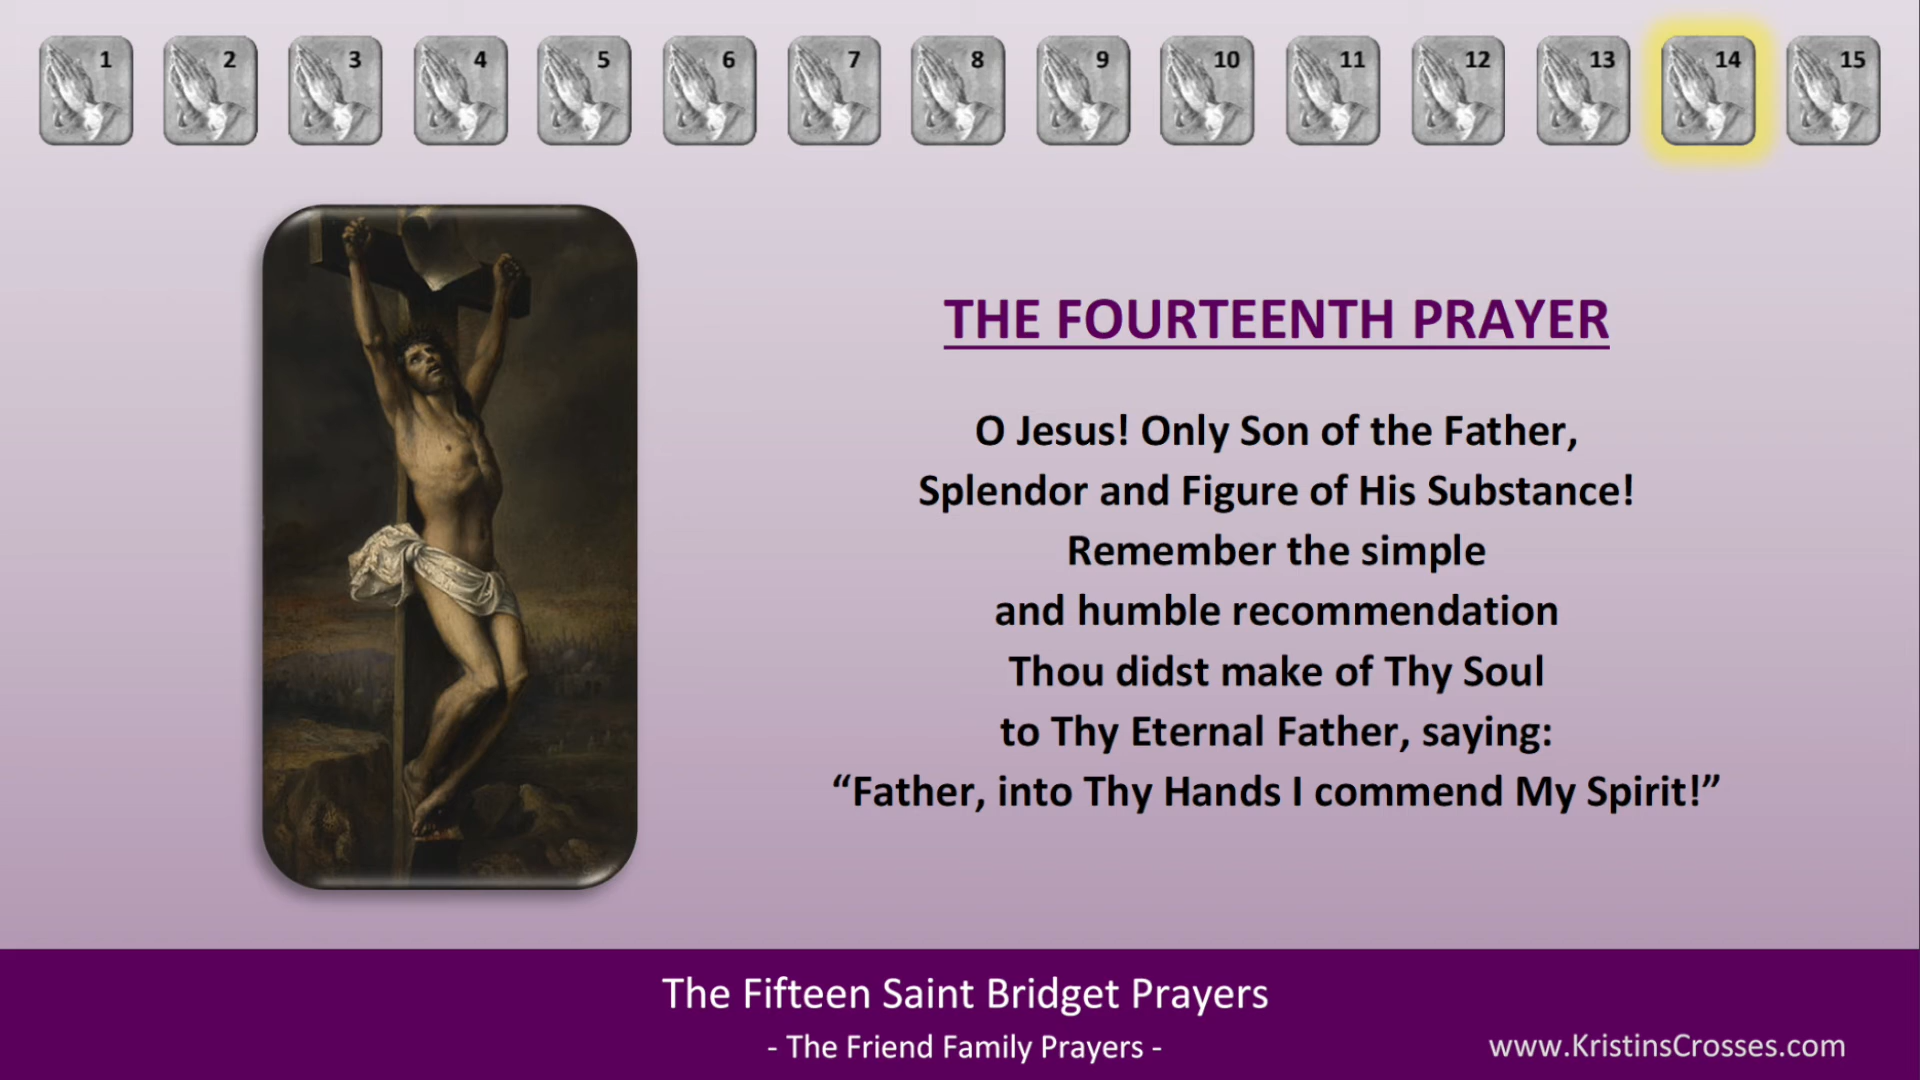 1 2 3 4 5 6 7 8 9 10 11 12 13 14 15
THE FOURTEENTH PRAYER
O Jesus! Only Son of the Father,
Splendor and Figure of His Substance!
Remember the simple
and humble recommendation
Thou didst make of Thy Soul
to Thy Eternal Father, saying:
“Father, into Thy Hands I commend My Spirit!”
The Fifteen Saint Bridget Prayers
- The Friend Family Prayers -
www.KristinsCrosses.com